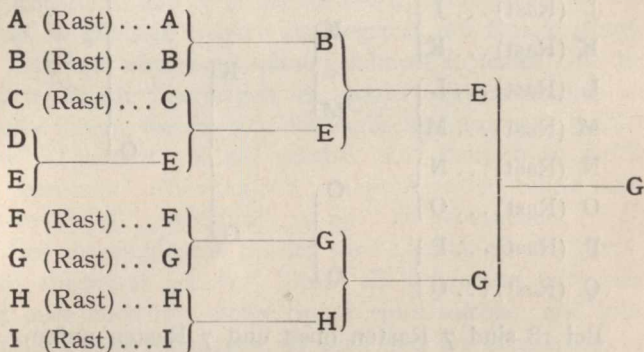 A (Rast) ... A
B (Rast) ... B
B
C (Rast) ... C
E
D
E
E
E
G
F (Rast) ... F
G
G (Rast) ... G
G
H (Rast) ... H
H
I (Rast) ... I